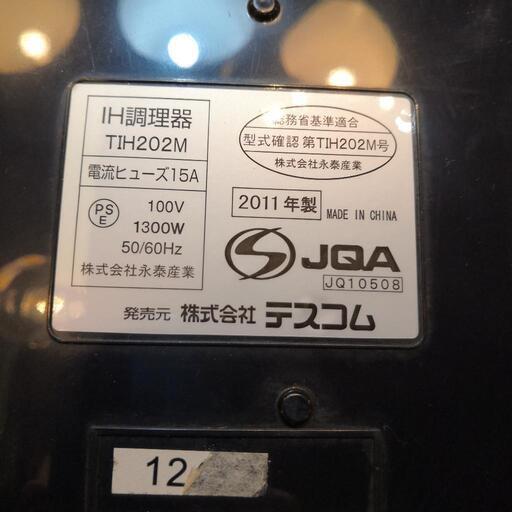 IH調理器
TIH202M
電流ヒューズ15A
PS
E
100V
1300W
50/60Hz
株式会社永泰産業
総務省基準適合
型式確認 第TIH202M号
株式会社永泰産業
2011年製
MADE IN CHINA
JQA
JQ10508
発売元 株式会社 テスコム
12